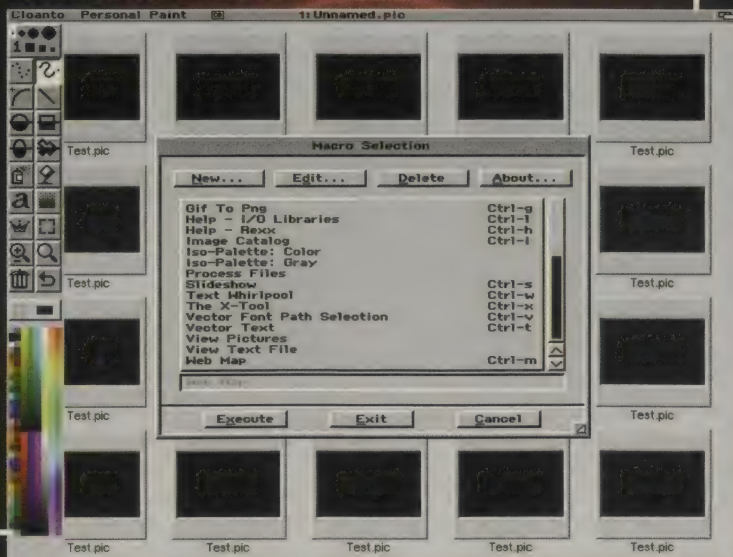 Cloanto Personal Paint 1:Unnamed.pic
1
a
Test.pic Test.pic
Macro Selection
New... Edit... Delete About...
Gif To Png Ctrl-g
Help - I/O Libraries Ctrl-l
Help - Rexx Ctrl-h
Image Catalog Ctrl-i
Iso-Palette: Color
Iso-Palette: Gray
Process Files
Slideshow Ctrl-s
Text Whirlpool Ctrl-w
The X-Tool Ctrl-x
Vector Font Path Selection Ctrl-v
Vector Text Ctrl-t
View Pictures
View Text File
Web Map Ctrl-m
Test.pic Test.pic
Execute Exit Cancel
Test.pic Test.pic
Test.pic Test.pic Test.pic Test.pic Test.pic